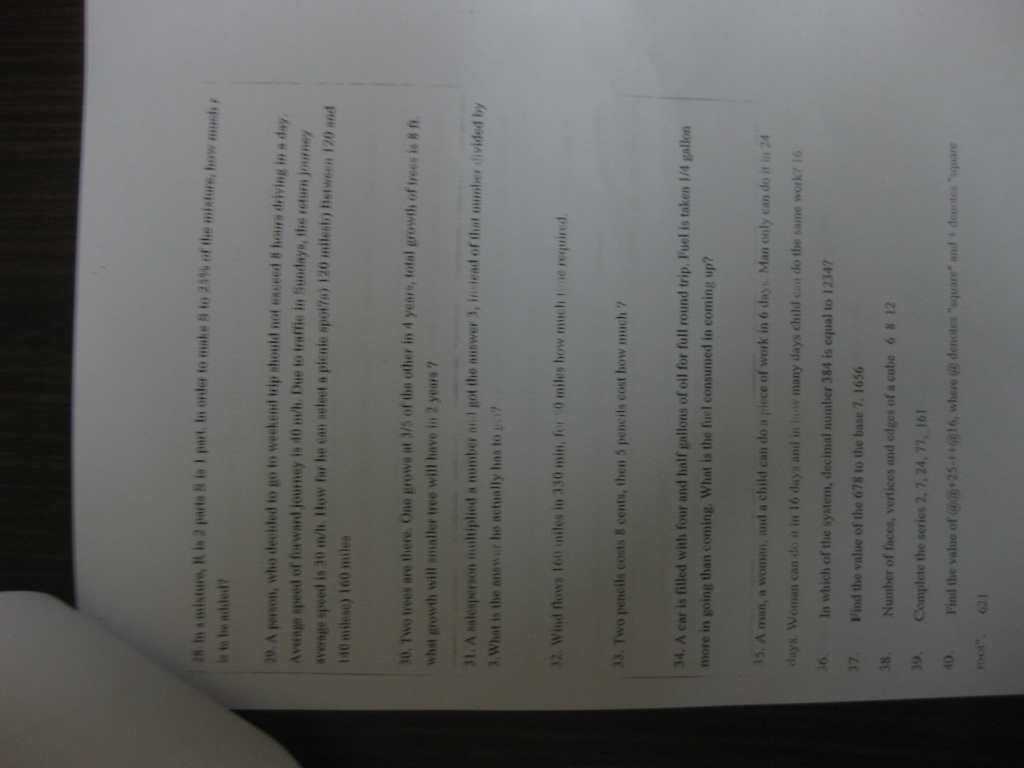 28. In a mixture, R is 2 parts S is 1 part. In order to make S to 25% of the mixture, how much r
is to be added?
29. A person, who decided to go to weekend trip should not exceed 8 hours driving in a day.
Average speed of forward journey is 40 m/h. Due to traffic in Sundays, the return journey
average speed is 30 m/h. How far he can select a picnic spot?a) 120 milesb) Between 120 and
140 milesc) 160 miles
30. Two trees are there. One grows at 3/5 of the other in 4 years, total growth of trees is 8 ft.
what growth will smaller tree will have in 2 years ?
31. A salesperson multiplied a number and got the answer 3, instead of that number divided by
3.What is the answer he actually has to get?
32. Wind flows 160 miles in 330 min, for 80 miles how much time required.
33. Two pencils costs 8 cents, then 5 pencils cost how much ?
34. A car is filled with four and half gallons of oil for full round trip. Fuel is taken 1/4 gallon
more in going than coming. What is the fuel consumed in coming up?
35. A man, a woman, and a child can do a piece of work in 6 days. Man only can do it in 24
days. Woman can do it in 16 days and in how many days child can do the same work? 16
36. In which of the system, decimal number 384 is equal to 1234?
37. Find the value of the 678 to the base 7. 1656
38. Number of faces, vertices and edges of a cube 6 8 12
39. Complete the series 2, 7, 24, 77,_ 161
40. Find the value of @@+25-++@16, where @ denotes "square" and + denotes "square
root". 621